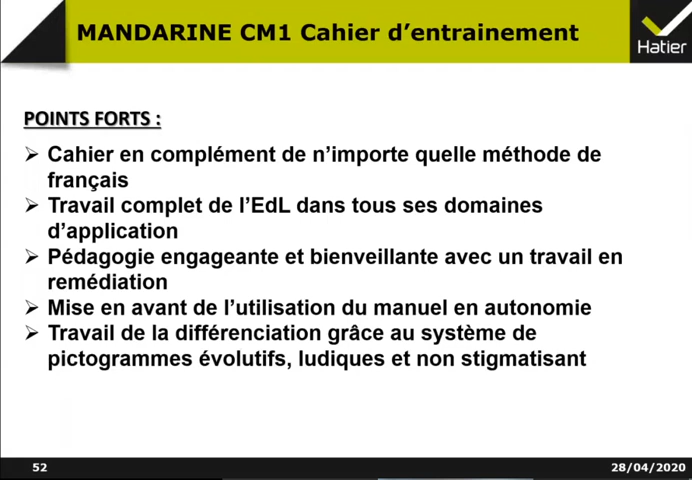 MANDARINE CM1 Cahier d'entrainement
Hatier
POINTS FORTS :
➢ Cahier en complément de n'importe quelle méthode de
français
➢ Travail complet de l'EdL dans tous ses domaines
d'application
➢ Pédagogie engageante et bienveillante avec un travail en
remédiation
➢ Mise en avant de l'utilisation du manuel en autonomie
➢ Travail de la différenciation grâce au système de
pictogrammes évolutifs, ludiques et non stigmatisant
52
28/04/2020